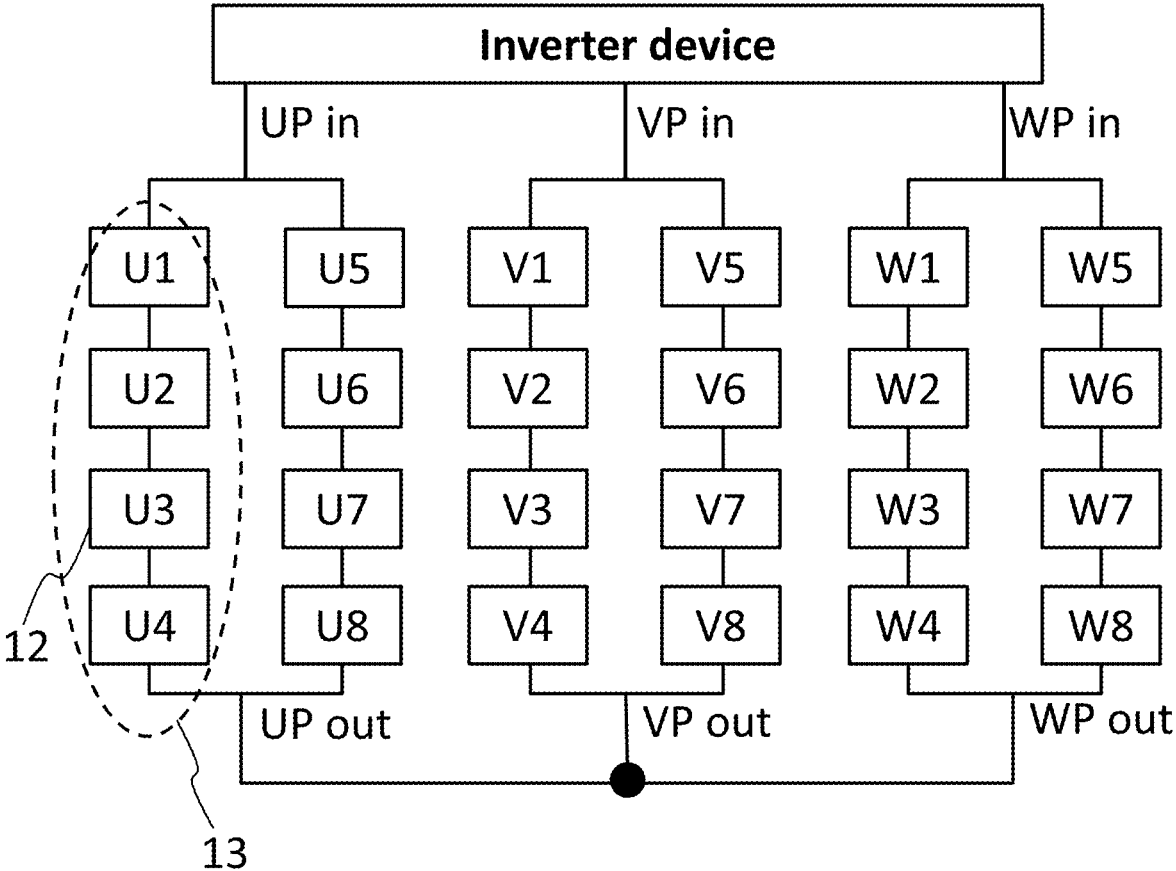 Inverter device
UP in VP in WP in
U1 U5 V1 V5 W1 W5
U2 U6 V2 V6 W2 W6
U3 U7 V3 V7 W3 W7
U4 U8 V4 V8 W4 W8
12
UP out VP out WP out
13